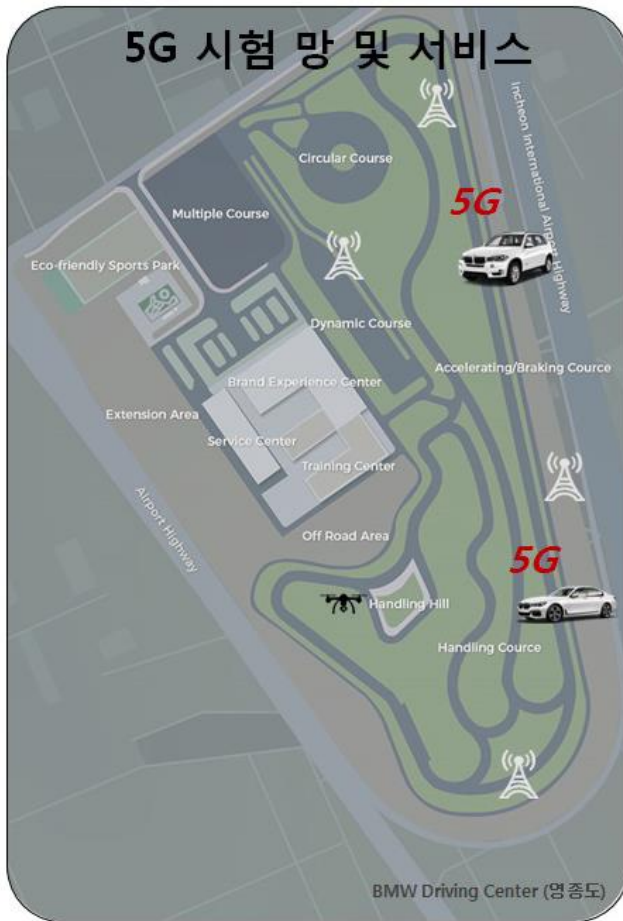 5G 시험 망 및 서비스
Incheon International Airport Highway
Circular Course
5G
Multiple Course
Eco-friendly Sports Park
Dynamic Course
Accelerating/Braking Cource
Brand Experience Center
Extension Area
Service Center
Training Center
Airport Highway
Off Road Area
5G
Handling Hill
Handling Cource
BMW Driving Center (영종도)